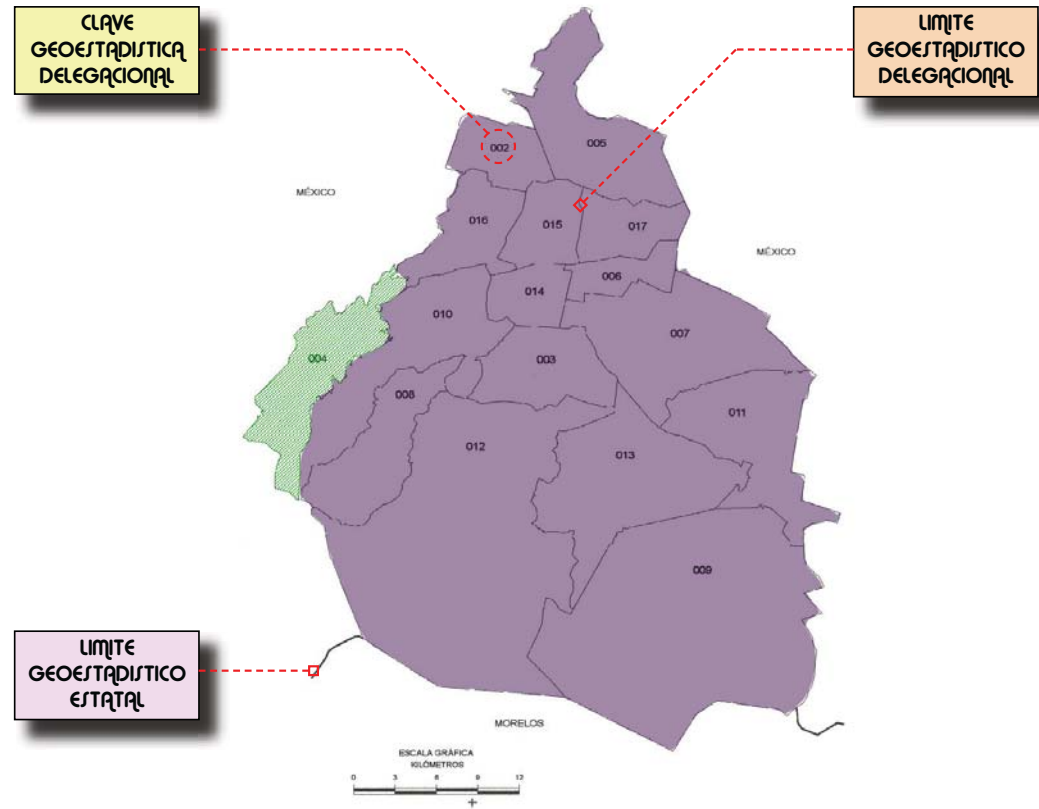 CLAVE
GEOESTADISTICA
DELEGACIONAL
LIMITE
GEOESTADISTICO
DELEGACIONAL
005
002
MÉXICO
016
015
017
MÉXICO
006
014
010
007
004
003
008
011
012
013
009
LIMITE
GEOESTADISTICO
ESTATAL
MORELOS
ESCALA GRÁFICA
KILÓMETROS
0 3 6 9 12